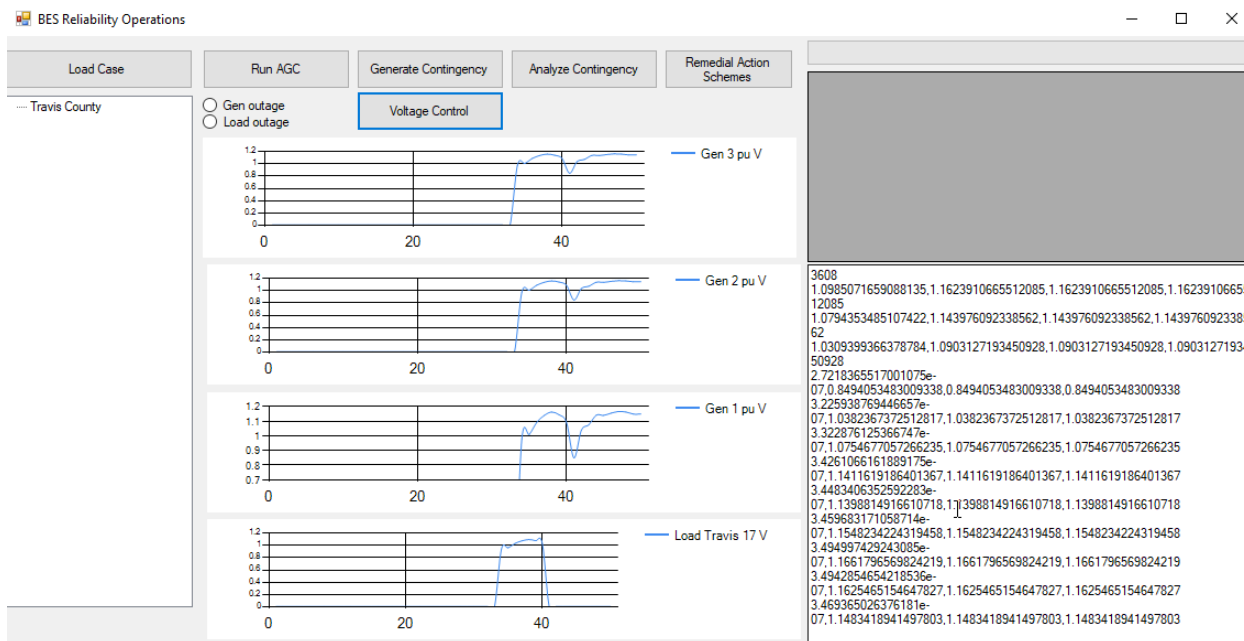 BES Reliability Operations
Load Case
Run AGC
Generate Contingency
Analyze Contingency
Remedial Action
Schemes
Travis County
Gen outage
Load outage
Voltage Control
1.2
1
0.8
0.6
0.4
0.2
0
0 20 40
Gen 3 pu V
1.2
1
0.8
0.6
0.4
0.2
0
0 20 40
Gen 2 pu V
1.2
1.1
1
0.9
0.8
0.7
0 20 40
Gen 1 pu V
1.2
1
0.8
0.6
0.4
0.2
0
0 20 40
Load Travis 17 V
3608
1.0985071659088135,1.1623910665512085,1.1623910665512085,1.162391066
12085
1.0794353485107422,1.143976092338562,1.143976092338562,1.14397609233
62
1.0309399366378784,1.0903127193450928,1.0903127193450928,1.090312719
50928
2.7218365517001075e-
07,0.8494053483009338,0.8494053483009338,0.8494053483009338
3.225938769446657e-
07,1.0382367372512817,1.0382367372512817,1.0382367372512817
3.322876125366747e-
07,1.0754677057266235,1.0754677057266235,1.0754677057266235
3.4261066161889175e-
07,1.1411619186401367,1.1411619186401367,1.1411619186401367
3.4483406352592283e-
07,1.1398814916610718,1.1398814916610718,1.1398814916610718
3.459683171058714e-
07,1.1548234224319458,1.1548234224319458,1.1548234224319458
3.494997429243085e-
07,1.1661796569824219,1.1661796569824219,1.1661796569824219
3.4942854654218536e-
07,1.1625465154647827,1.1625465154647827,1.1625465154647827
3.469365026376181e-
07,1.1483418941497803,1.1483418941497803,1.1483418941497803